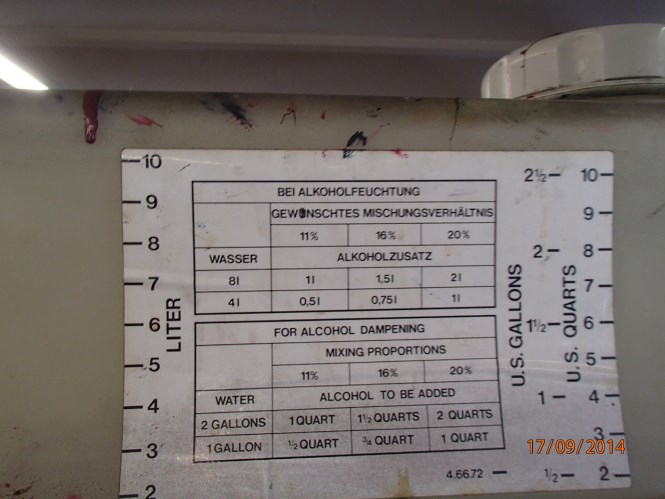 10
9
8
7
6
5
4
3
2
LITER
BEI ALKOHOLFEUCHTUNG
GEWÜNSCHTES MISCHUNGSVERHÄLTNIS
11% 16% 20%
WASSER ALKOHOLZUSATZ
8l 1l 1,5l 2l
4l 0,5l 0,75l 1l
FOR ALCOHOL DAMPENING
MIXING PROPORTIONS
11% 16% 20%
WATER ALCOHOL TO BE ADDED
2 GALLONS 1 QUART 1½ QUARTS 2 QUARTS
1 GALLON ½ QUART ¾ QUART 1 QUART
4.66.72
2½
2
1½
1
½
U.S. GALLONS
10
9
8
7
6
5
4
3
2
U.S. QUARTS
17/09/2014